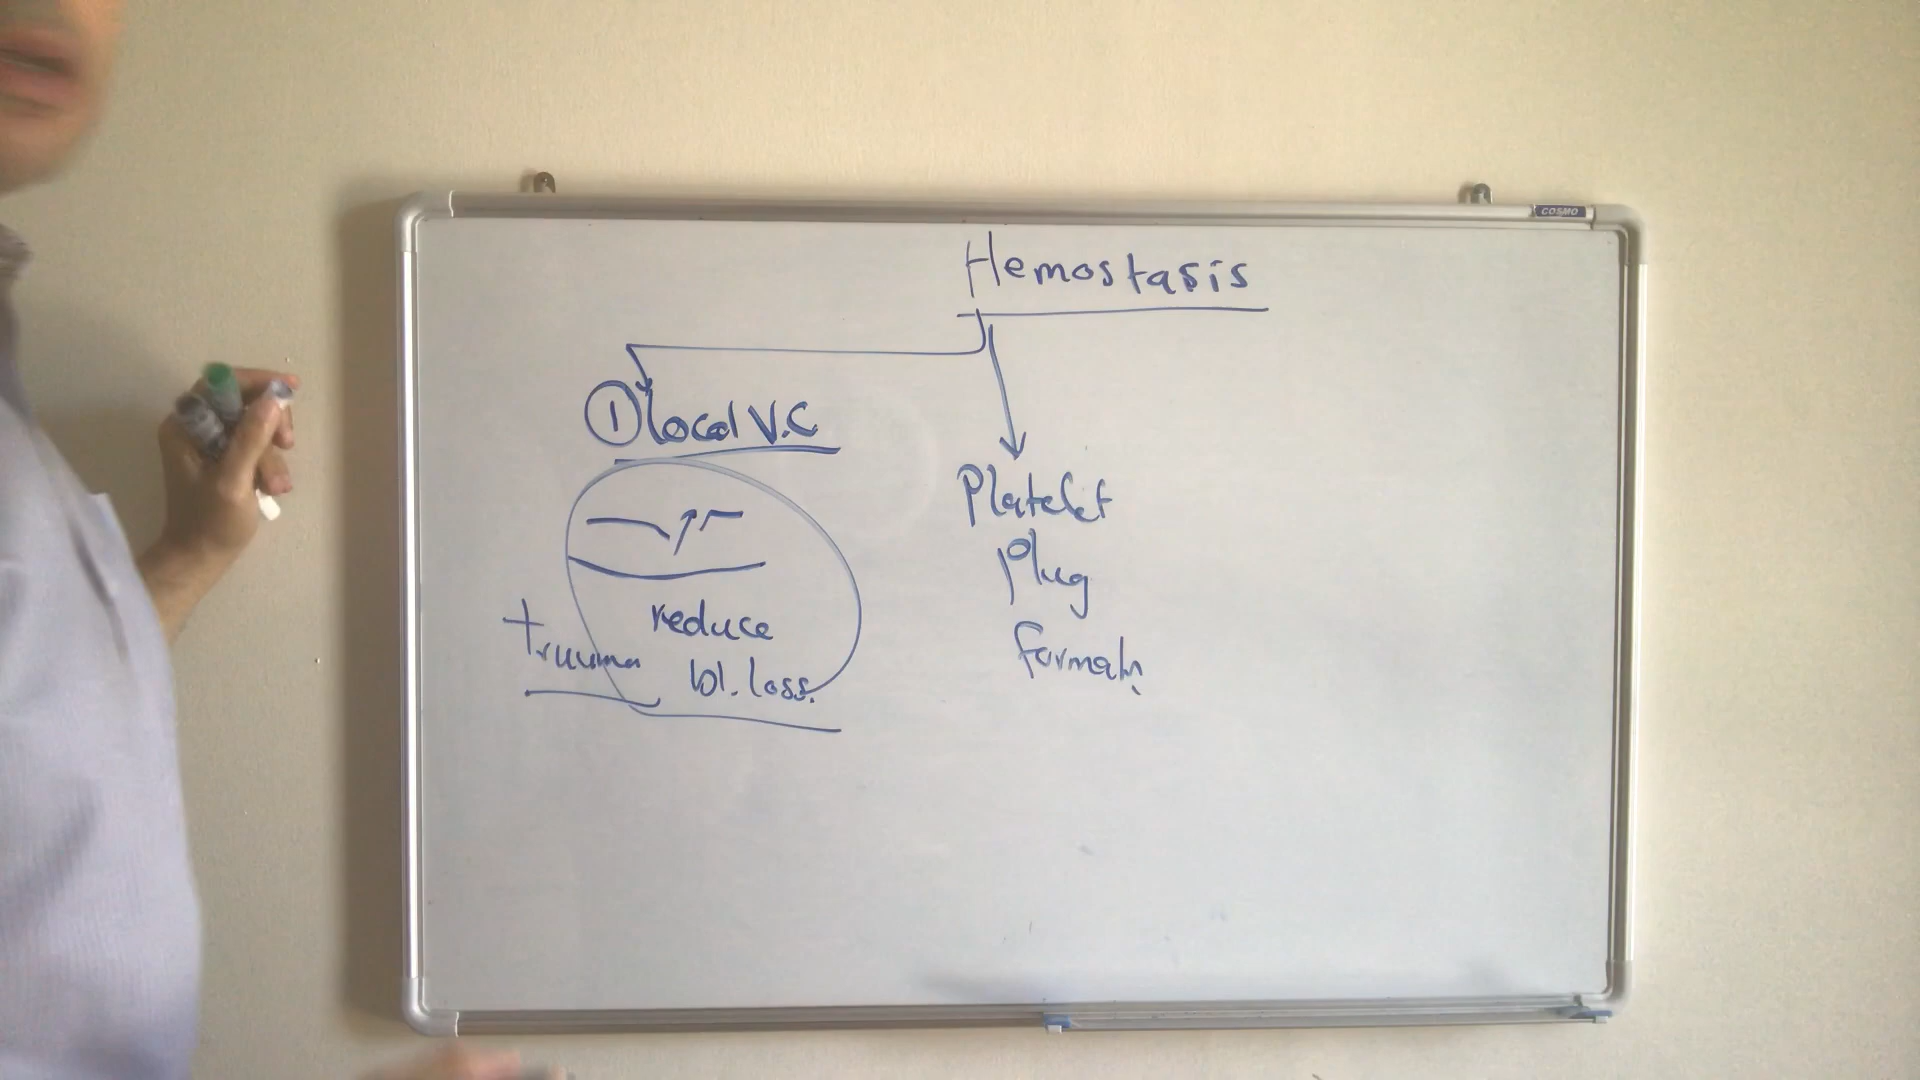 COSMO
Hemostasis
① local V.C
reduce
trauma
bl. loss.
Platelet
plug
formatn